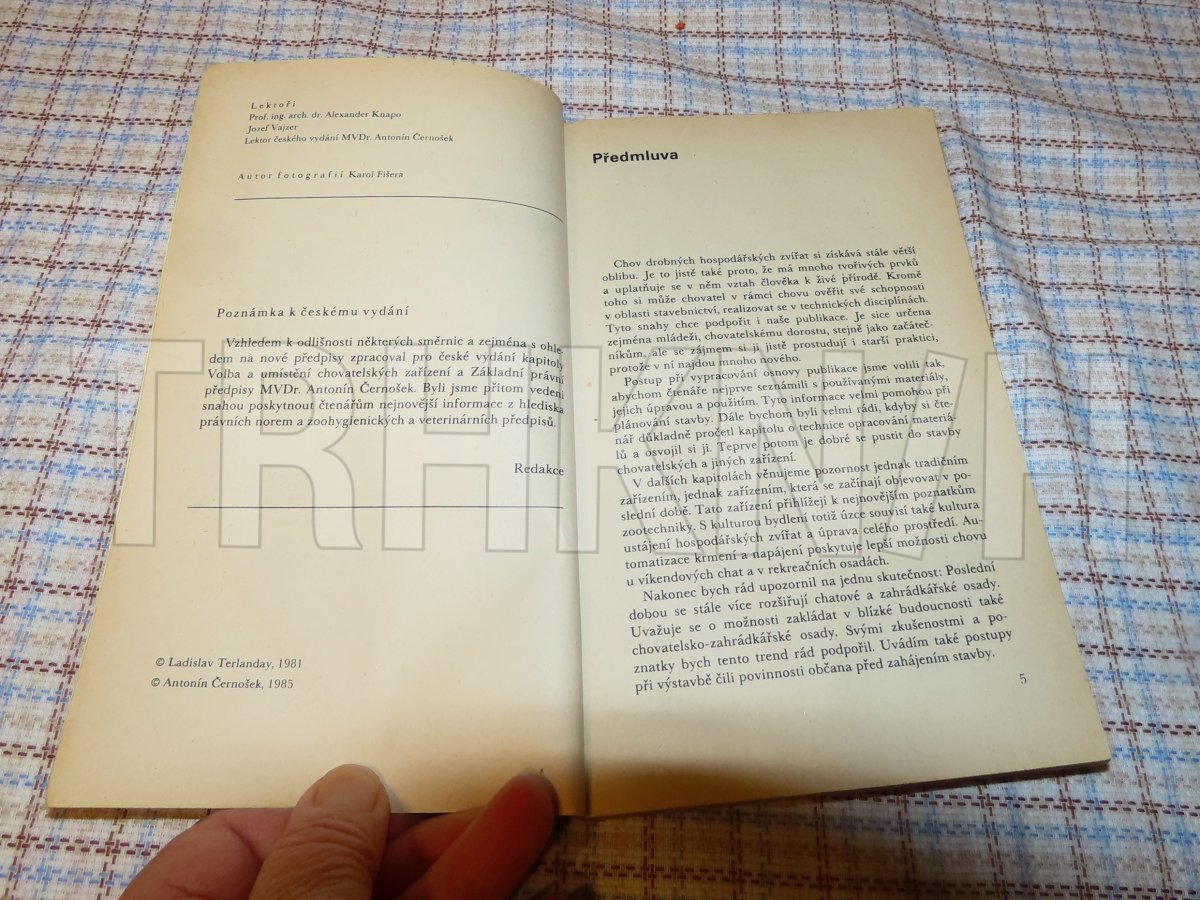 Lektoři
Prof. ing. arch. dr. Alexander Knapo
Jozef Vajzer
Lektor českého vydání MVDr. Antonín Černošek
Autor fotografií Karol Fišera
Poznámka k českému vydání
Vzhledem k odlišnosti některých směrnic a zejména s ohle-
dem na nové předpisy zpracoval pro české vydání kapitoly
Volba a umístění chovatelských zařízení a Základní právní
předpisy MVDr. Antonín Černošek. Byli jsme přitom vedeni
snahou poskytnout čtenářům nejnovější informace z hlediska
právních norem a zoohygienických a veterinárních předpisů.
Redakce
© Ladislav Terlanday, 1981
© Antonín Černošek, 1985
Předmluva
Chov drobných hospodářských zvířat si získává stále větší
oblibu. Je to jistě také proto, že má mnoho tvořivých prvků
a uplatňuje se v něm vztah člověka k živé přírodě. Kromě
toho si může chovatel v rámci chovu ověřit své schopnosti
v oblasti stavebnictví, realizovat se v technických disciplínách.
Tyto snahy chce podpořit i naše publikace. Je sice určena
zejména mládeži, chovatelskému dorostu, stejně jako začáteč-
níkům, ale se zájmem si ji jistě prostudují i starší praktici,
protože v ní najdou mnoho nového.
Postup při vypracování osnovy publikace jsme volili tak,
abychom čtenáře nejprve seznámili s používanými materiály,
jejich úpravou a použitím. Tyto informace velmi pomohou při
plánování stavby. Dále bychom byli velmi rádi, kdyby si čte-
nář důkladně pročetl kapitolu o technice opracování materiá-
lů a osvojil si ji. Teprve potom je dobré se pustit do stavby
chovatelských a jiných zařízení.
V dalších kapitolách věnujeme pozornost jednak tradičním
zařízením, jednak zařízením, která se začínají objevovat v po-
slední době. Tato zařízení přihlížejí k nejnovějším poznatkům
zootechniky. S kulturou bydlení totiž úzce souvisí také kultura
ustájení hospodářských zvířat a úprava celého prostředí. Au-
tomatizace krmení a napájení poskytuje lepší možnosti chovu
u víkendových chat a v rekreačních osadách.
Nakonec bych rád upozornil na jednu skutečnost: Poslední
dobou se stále více rozšiřují chatové a zahrádkářské osady.
Uvažuje se o možnosti zakládat v blízké budoucnosti také
chovatelsko-zahrádkářské osady. Svými zkušenostmi a po-
znatky bych tento trend rád podpořil. Uvádím také postupy
při výstavbě čili povinnosti občana před zahájením stavby.
5